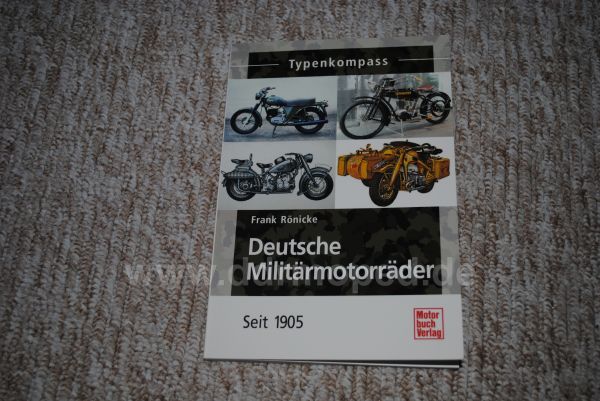 Typenkompass
Frank Rönicke
Deutsche
Militärmotorräder
Seit 1905
Motor
buch
Verlag